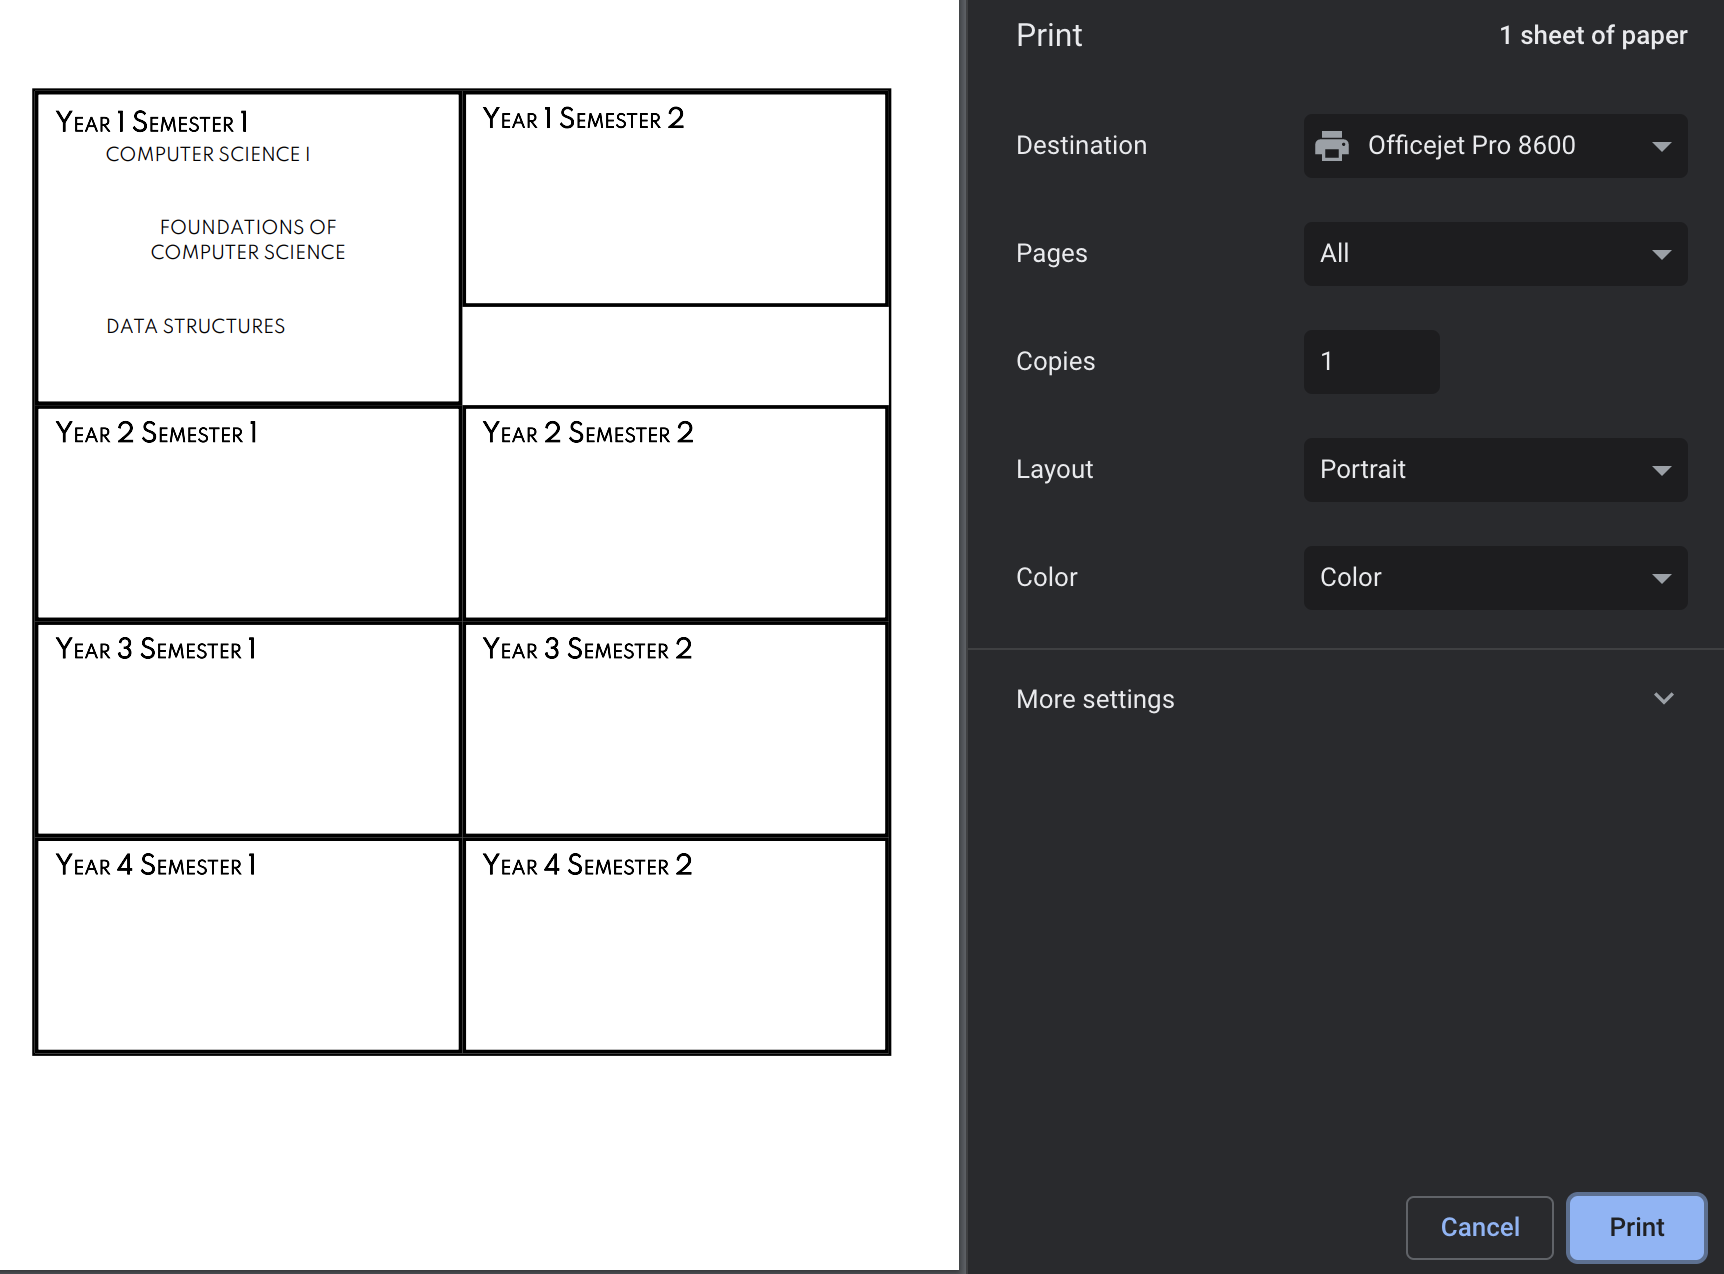 Year 1 Semester 1
COMPUTER SCIENCE I
FOUNDATIONS OF
COMPUTER SCIENCE
DATA STRUCTURES
Year 1 Semester 2
Year 2 Semester 1
Year 2 Semester 2
Year 3 Semester 1
Year 3 Semester 2
Year 4 Semester 1
Year 4 Semester 2
Print
1 sheet of paper
Destination
Officejet Pro 8600
Pages
All
Copies
1
Layout
Portrait
Color
Color
More settings
Cancel
Print